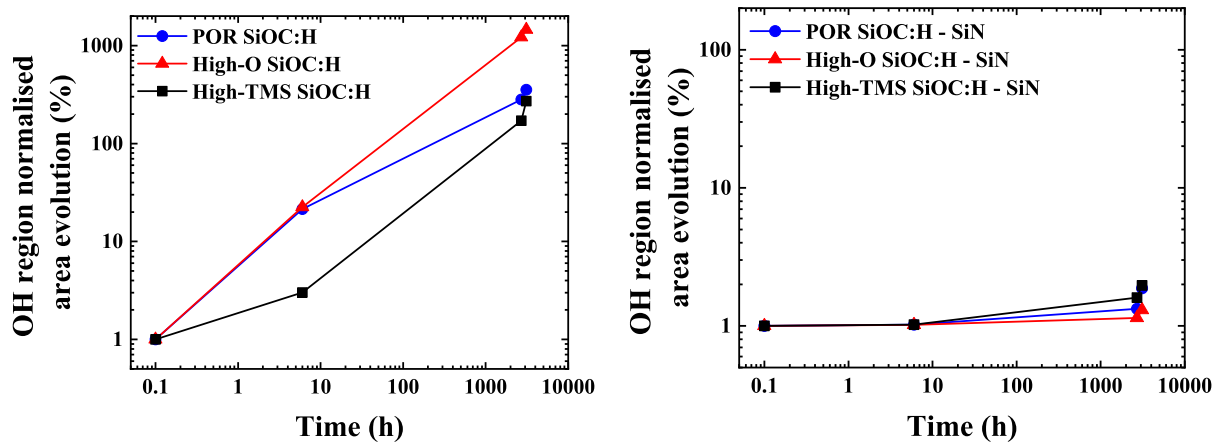 OH region normalised
area evolution (%)
1000
100
10
1
POR SiOC:H
High-O SiOC:H
High-TMS SiOC:H
0.1
1
10
100
1000
10000
Time (h)
OH region normalised
area evolution (%)
100
10
1
POR SiOC:H - SiN
High-O SiOC:H - SiN
High-TMS SiOC:H - SiN
0.1
1
10
100
1000
10000
Time (h)